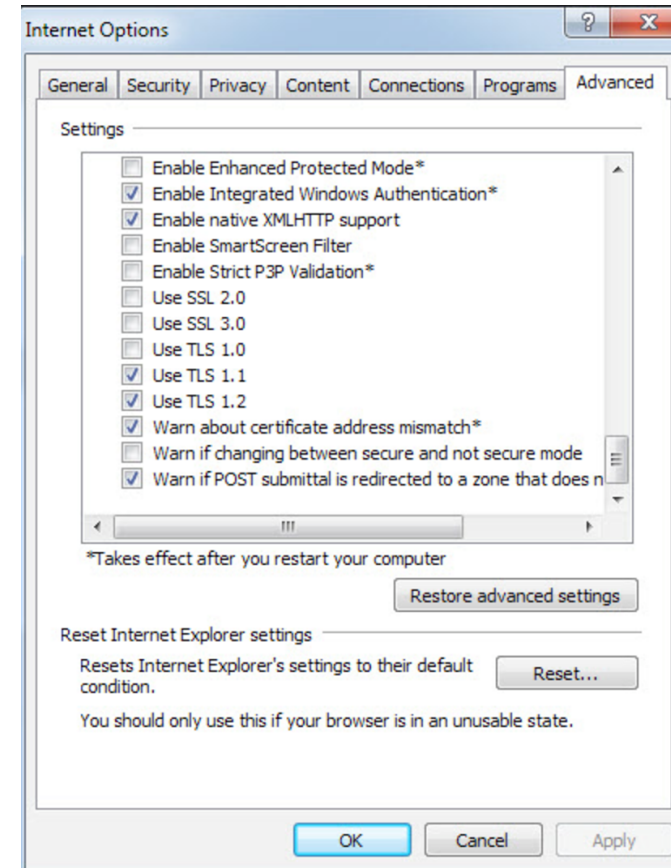 Internet Options
General Security Privacy Content Connections Programs Advanced
Settings
Enable Enhanced Protected Mode*
Enable Integrated Windows Authentication*
Enable native XMLHTTP support
Enable SmartScreen Filter
Enable Strict P3P Validation*
Use SSL 2.0
Use SSL 3.0
Use TLS 1.0
Use TLS 1.1
Use TLS 1.2
Warn about certificate address mismatch*
Warn if changing between secure and not secure mode
Warn if POST submittal is redirected to a zone that does n
*Takes effect after you restart your computer
Restore advanced settings
Reset Internet Explorer settings
Resets Internet Explorer's settings to their default
condition.
Reset...
You should only use this if your browser is in an unusable state.
OK Cancel Apply